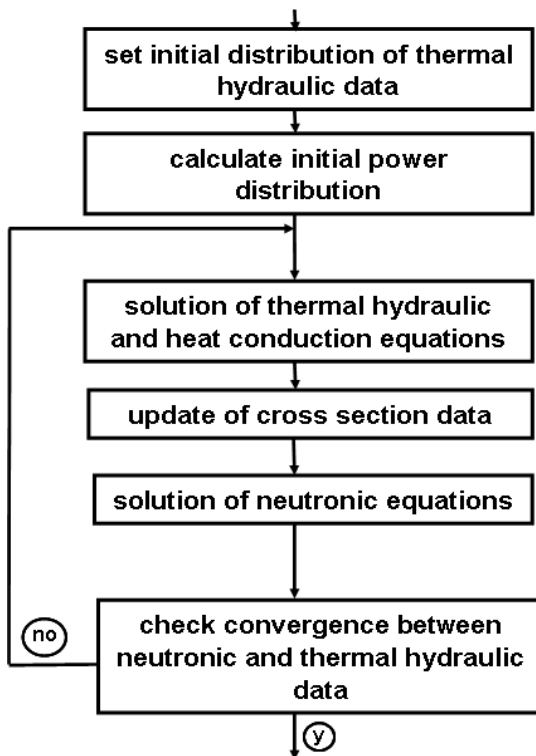 set initial distribution of thermal
hydraulic data
calculate initial power
distribution
solution of thermal hydraulic
and heat conduction equations
update of cross section data
solution of neutronic equations
check convergence between
neutronic and thermal hydraulic
data
no
y